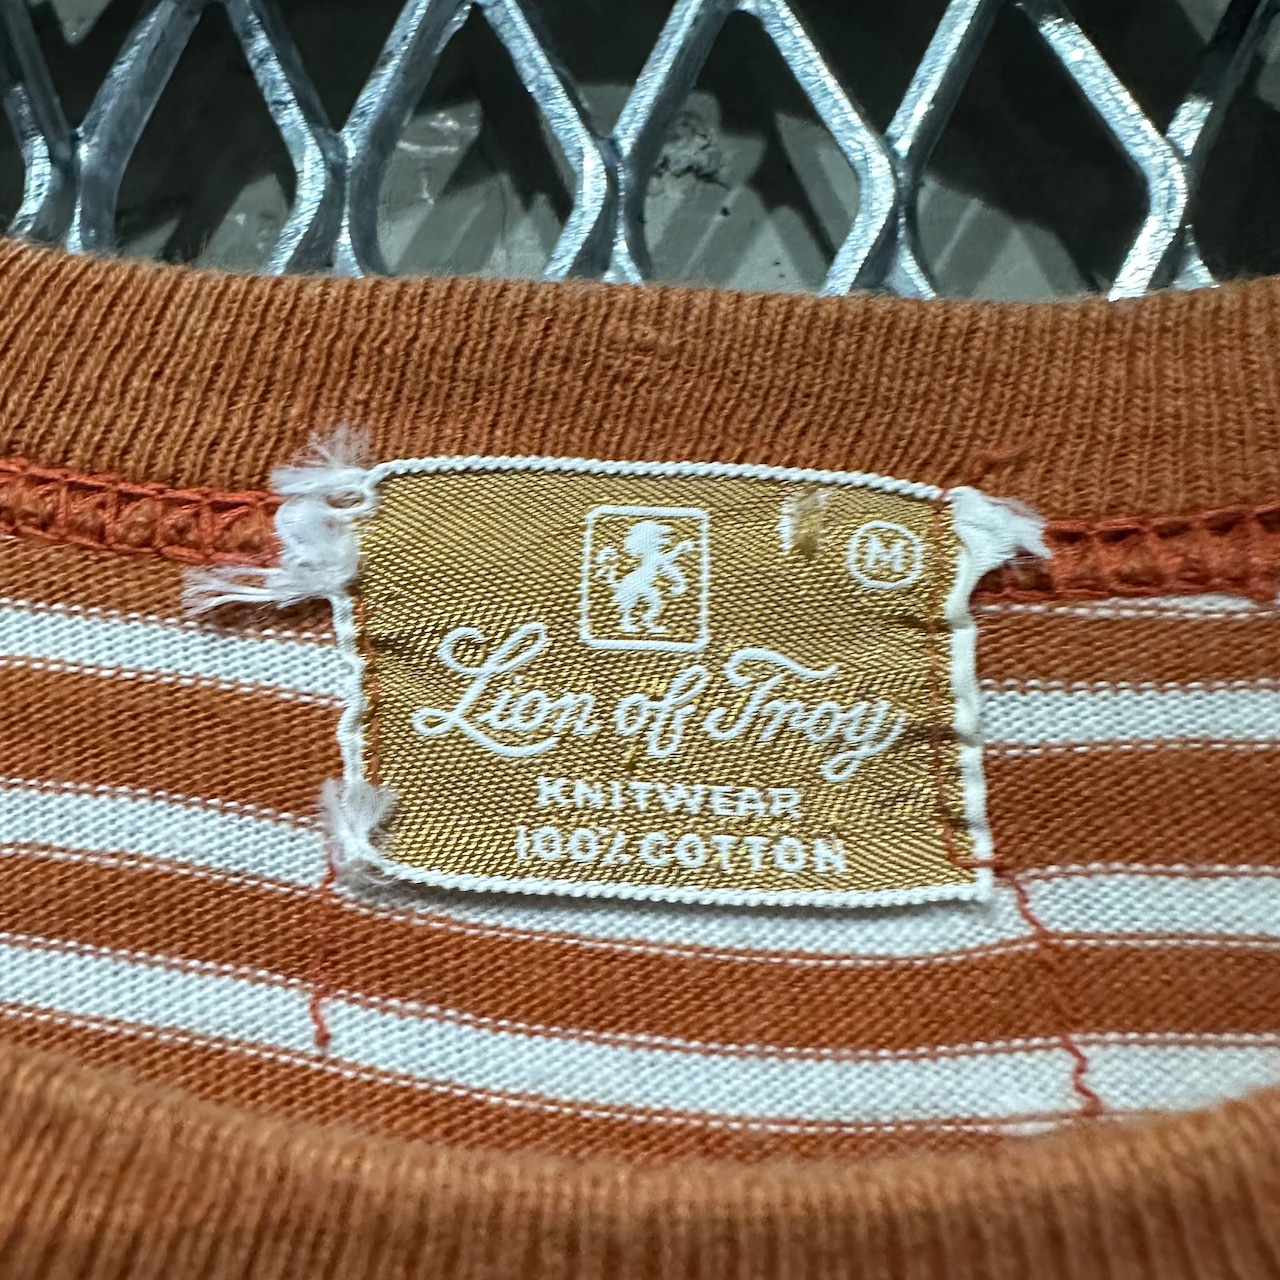 M
Lion of Troy
KNITWEAR
100% COTTON